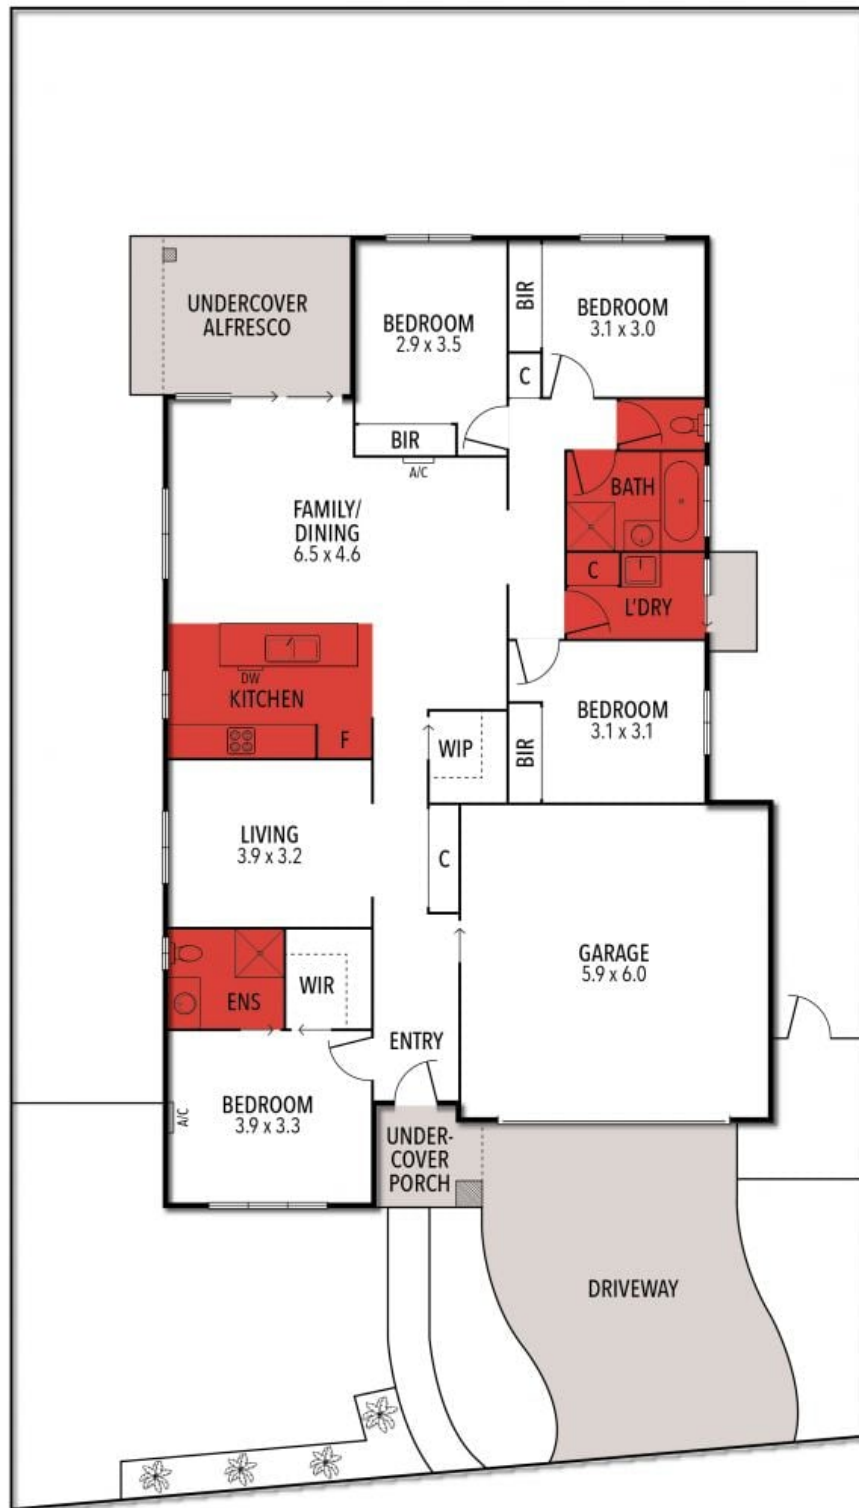 UNDERCOVER
ALFRESCO
BEDROOM
2.9 x 3.5
BIR
BEDROOM
3.1 x 3.0
C
BIR
A/C
BATH
FAMILY/
DINING
6.5 x 4.6
C
L'DRY
DW
KITCHEN
F
BEDROOM
3.1 x 3.1
BIR
WIP
LIVING
3.9 x 3.2
C
GARAGE
5.9 x 6.0
ENS
WIR
ENTRY
BEDROOM
3.9 x 3.3
A/C
UNDER-
COVER
PORCH
DRIVEWAY